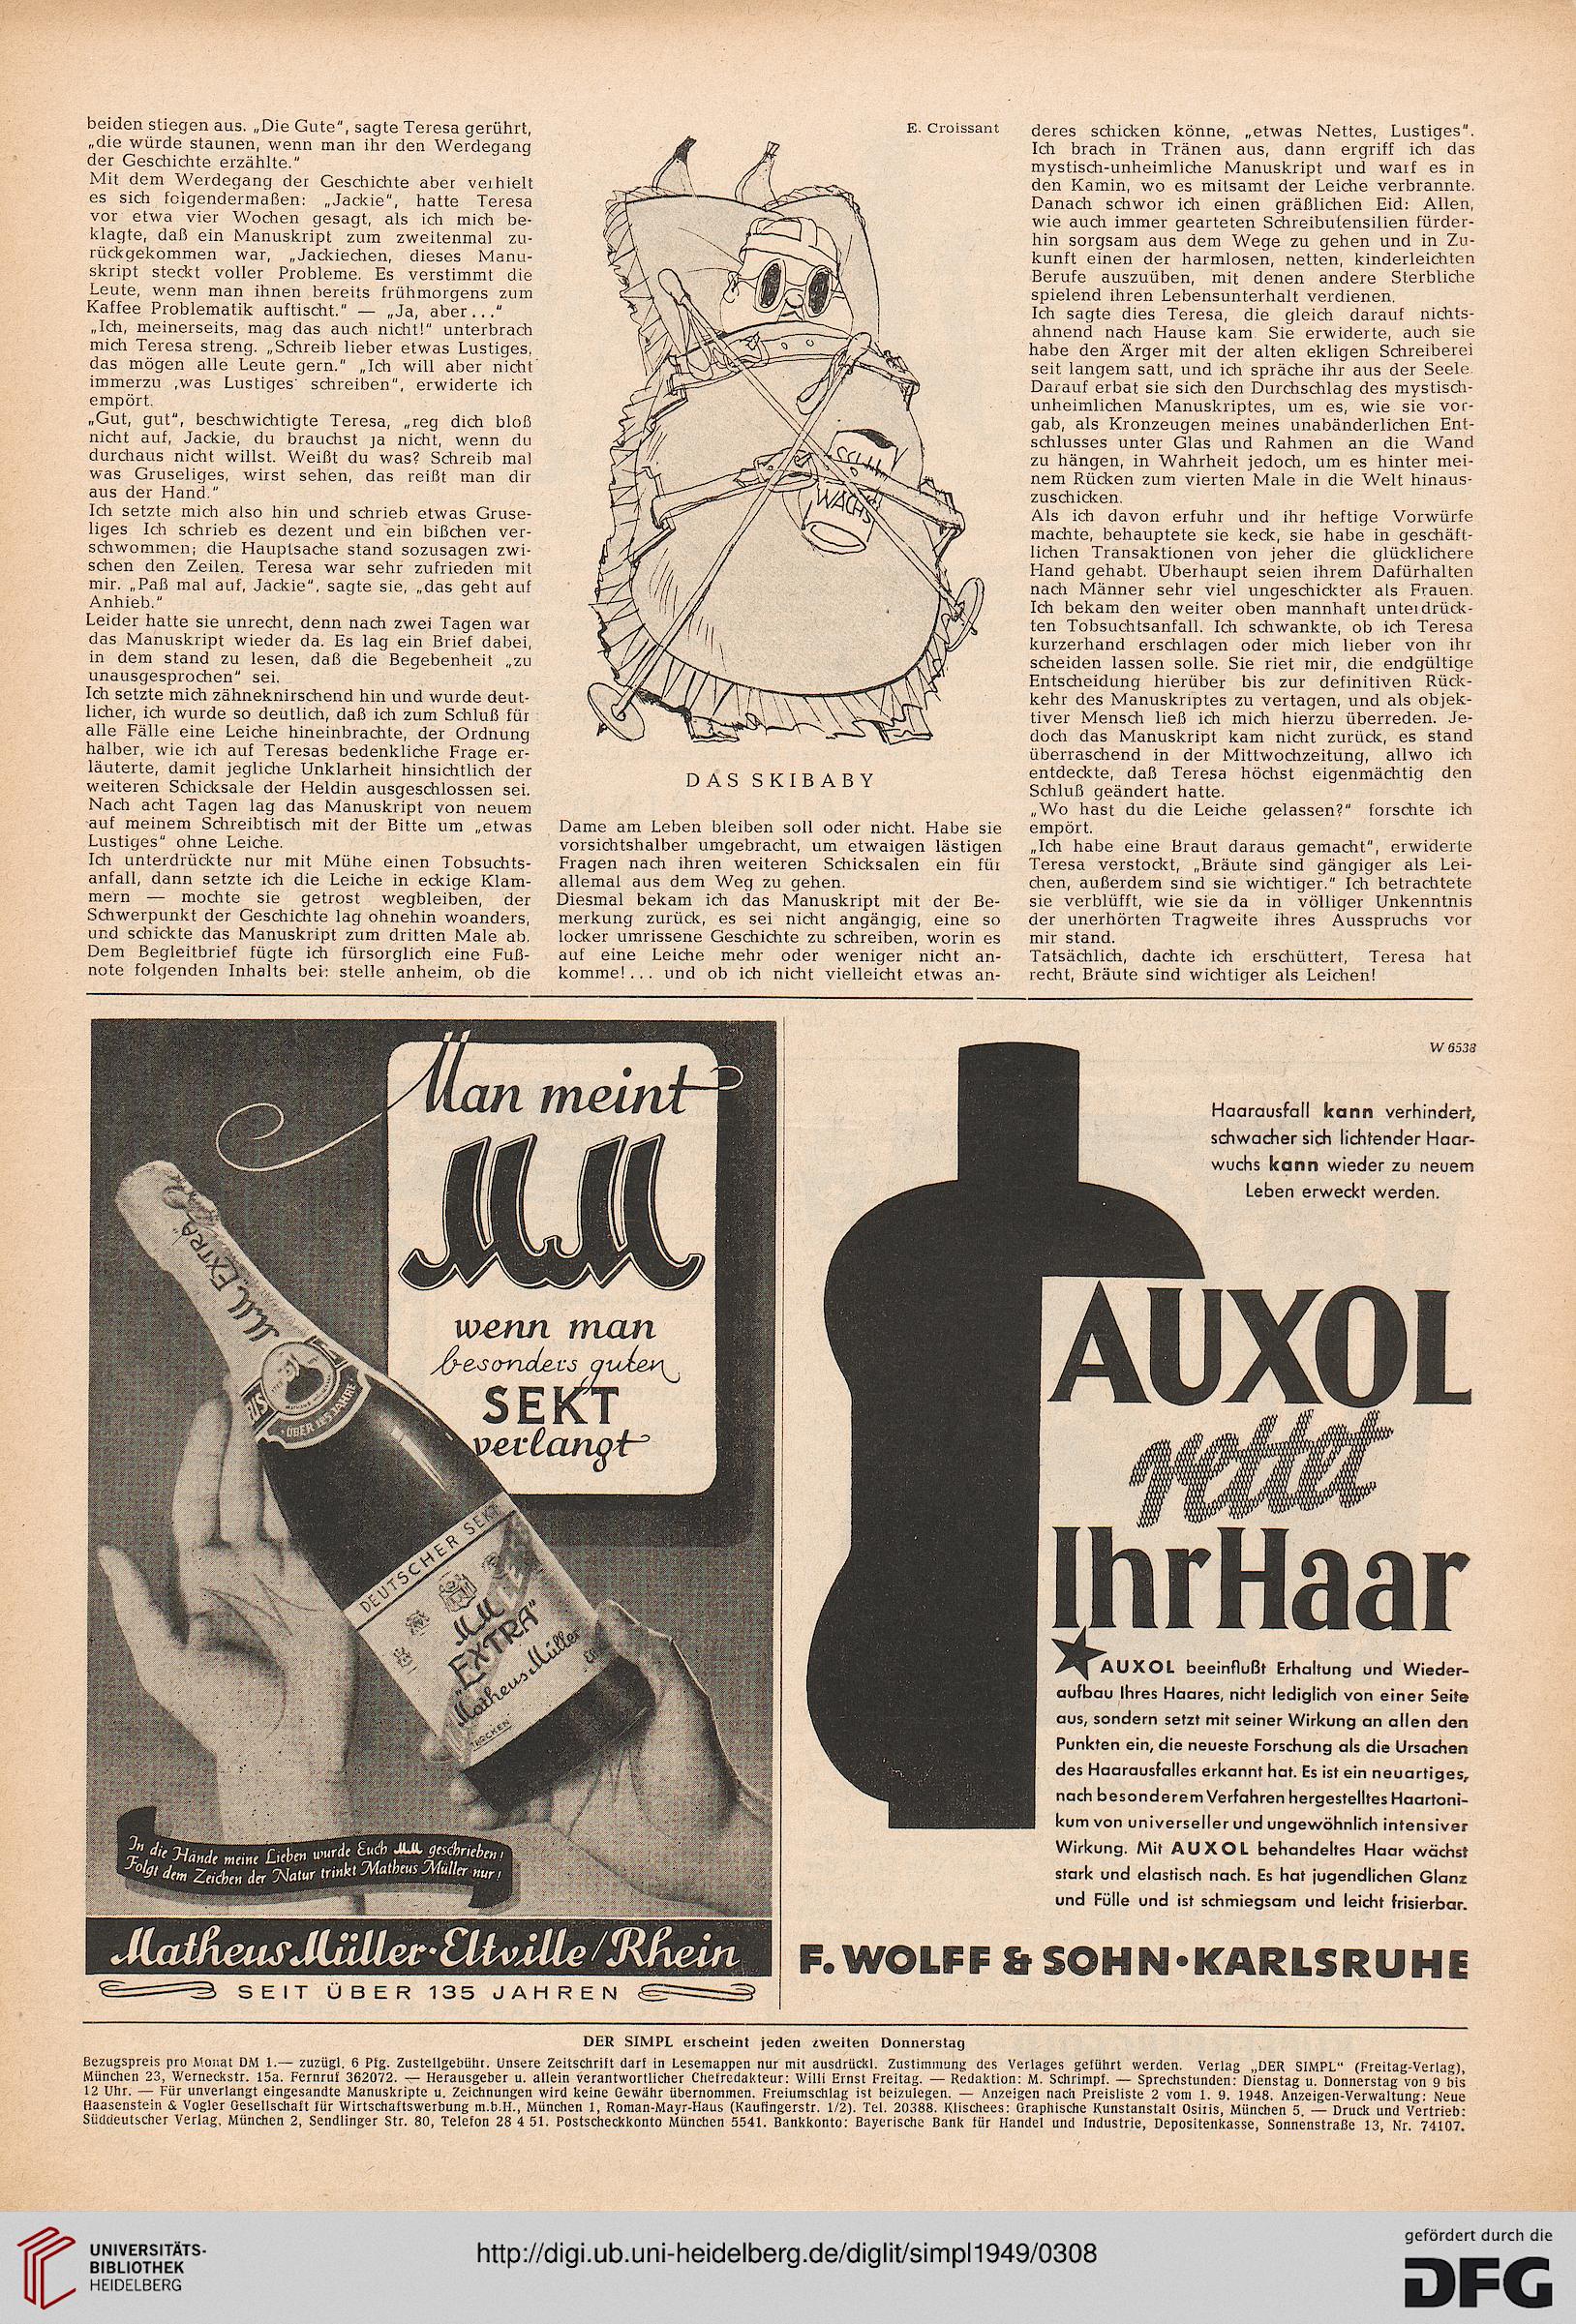 beiden stiegen aus. „Die Gute“, sagte Teresa gerührt,
„die würde staunen, wenn man ihr den Werdegang
der Geschichte erzählte.“
Mit dem Werdegang der Geschichte aber verhielt
es sich folgendermaßen: „Jackie“, hatte Teresa
vor etwa vier Wochen gesagt, als ich mich be-
klagte, daß ein Manuskript zum zweitenmal zu-
rückgekommen war, „Jackiechen, dieses Manu-
skript steckt voller Probleme. Es verstimmt die
Leute, wenn man ihnen bereits frühmorgens zum
Kaffee Problematik auftischt.“ — „Ja, aber...“
„Ich, meinerseits, mag das auch nicht!“ unterbrach
mich Teresa streng. „Schreib lieber etwas Lustiges,
das mögen alle Leute gern.“ „Ich will aber nicht
immerzu ‚was Lustiges‘ schreiben“, erwiderte ich
empört.
„Gut, gut“, beschwichtigte Teresa, „reg dich bloß
nicht auf, Jackie, du brauchst ja nicht, wenn du
durchaus nicht willst. Weißt du was? Schreib mal
was Gruseliges, wirst sehen, das reißt man dir
aus der Hand.“
Ich setzte mich also hin und schrieb etwas Gruse-
liges Ich schrieb es dezent und ein bißchen ver-
schwommen; die Hauptsache stand sozusagen zwi-
schen den Zeilen. Teresa war sehr zufrieden mit
mir. „Paß mal auf, Jackie“, sagte sie, „das geht auf
Anhieb.“
Leider hatte sie unrecht, denn nach zwei Tagen war
das Manuskript wieder da. Es lag ein Brief dabei,
in dem stand zu lesen, daß die Begebenheit „zu
unausgesprochen“ sei.
Ich setzte mich zähneknirschend hin und wurde deut-
licher, ich wurde so deutlich, daß ich zum Schluß für
alle Fälle eine Leiche hineinbrachte, der Ordnung
halber, wie ich auf Teresas bedenkliche Frage er-
läuterte, damit jegliche Unklarheit hinsichtlich der
weiteren Schicksale der Heldin ausgeschlossen sei.
Nach acht Tagen lag das Manuskript von neuem
auf meinem Schreibtisch mit der Bitte um „etwas
Lustiges“ ohne Leiche.
Ich unterdrückte nur mit Mühe einen Tobsuchts-
anfall, dann setzte ich die Leiche in eckige Klam-
mern — mochte sie getrost wegbleiben, der
Schwerpunkt der Geschichte lag ohnehin woanders,
und schickte das Manuskript zum dritten Male ab.
Dem Begleitbrief fügte ich fürsorglich eine Fuß-
note folgenden Inhalts bei: stelle anheim, ob die
E. Croissant
WACHS
DAS SKIBABY
Dame am Leben bleiben soll oder nicht. Habe sie
vorsichtshalber umgebracht, um etwaigen lästigen
Fragen nach ihren weiteren Schicksalen ein für
allemal aus dem Weg zu gehen.
Diesmal bekam ich das Manuskript mit der Be-
merkung zurück, es sei nicht angängig, eine so
locker umrissene Geschichte zu schreiben, worin es
auf eine Leiche mehr oder weniger nicht an-
komme!... und ob ich nicht vielleicht etwas an-
deres schicken könne, „etwas Nettes, Lustiges“.
Ich brach in Tränen aus, dann ergriff ich das
mystisch-unheimliche Manuskript und warf es in
den Kamin, wo es mitsamt der Leiche verbrannte.
Danach schwor ich einen gräßlichen Eid: Allen,
wie auch immer gearteten Schreibutensilien fürder-
hin sorgsam aus dem Wege zu gehen und in Zu-
kunft einen der harmlosen, netten, kinderleichten
Berufe auszuüben, mit denen andere Sterbliche
spielend ihren Lebensunterhalt verdienen.
Ich sagte dies Teresa, die gleich darauf nichts-
ahnend nach Hause kam. Sie erwiderte, auch sie
habe den Ärger mit der alten ekligen Schreiberei
seit langem satt, und ich spräche ihr aus der Seele.
Darauf erbat sie sich den Durchschlag des mystisch-
unheimlichen Manuskriptes, um es, wie sie vor-
gab, als Kronzeugen meines unabänderlichen Ent-
schlusses unter Glas und Rahmen an die Wand
zu hängen, in Wahrheit jedoch, um es hinter mei-
nem Rücken zum vierten Male in die Welt hinaus-
zuschicken.
Als ich davon erfuhr und ihr heftige Vorwürfe
machte, behauptete sie keck, sie habe in geschäft-
lichen Transaktionen von jeher die glücklichere
Hand gehabt. Überhaupt seien ihrem Dafürhalten
nach Männer sehr viel ungeschickter als Frauen.
Ich bekam den weiter oben mannhaft unterdrück-
ten Tobsuchtsanfall. Ich schwankte, ob ich Teresa
kurzerhand erschlagen oder mich lieber von ihr
scheiden lassen solle. Sie riet mir, die endgültige
Entscheidung hierüber bis zur definitiven Rück-
kehr des Manuskriptes zu vertagen, und als objek-
tiver Mensch ließ ich mich hierzu überreden. Je-
doch das Manuskript kam nicht zurück, es stand
überraschend in der Mittwochzeitung, allwo ich
entdeckte, daß Teresa höchst eigenmächtig den
Schluß geändert hatte.
„Wo hast du die Leiche gelassen?“ forschte ich
empört.
„Ich habe eine Braut daraus gemacht“, erwiderte
Teresa verstockt, „Bräute sind gängiger als Lei-
chen, außerdem sind sie wichtiger.“ Ich betrachtete
sie verblüfft, wie sie da in völliger Unkenntnis
der unerhörten Tragweite ihres Ausspruchs vor
mir stand.
Tatsächlich, dachte ich erschüttert, Teresa hat
recht, Bräute sind wichtiger als Leichen!
Man meint
MM
wenn man
besonders guten
SEKT
verlangt
MM „EXTRA“
ÜBER 135 JAHRE
DEUTSCHER SEKT
MM
„EXTRA“
Matheus Müller
TROCKEN
In die Hände meine Lieben wurde Euch MM geschrieben!
Folgt dem Zeichen der Natur trinkt Matheus Müller nur!
Matheus Müller · Eltville / Rhein
SEIT ÜBER 135 JAHREN
W 6538
Haarausfall kann verhindert,
schwacher sich lichtender Haar-
wuchs kann wieder zu neuem
Leben erweckt werden.
AUXOL
rettet
Ihr Haar
AUXOL beeinflußt Erhaltung und Wieder-
aufbau Ihres Haares, nicht lediglich von einer Seite
aus, sondern setzt mit seiner Wirkung an allen den
Punkten ein, die neueste Forschung als die Ursachen
des Haarausfalles erkannt hat. Es ist ein neuartiges,
nach besonderem Verfahren hergestelltes Haartoni-
kum von universeller und ungewöhnlich intensiver
Wirkung. Mit AUXOL behandeltes Haar wächst
stark und elastisch nach. Es hat jugendlichen Glanz
und Fülle und ist schmiegsam und leicht frisierbar.
F. WOLFF & SOHN · KARLSRUHE
DER SIMPL erscheint jeden zweiten Donnerstag
Bezugspreis pro Monat DM 1.— zuzügl. 6 Pfg. Zustellgebühr. Unsere Zeitschrift darf in Lesemappen nur mit ausdrückl. Zustimmung des Verlages geführt werden. Verlag „DER SIMPL“ (Freitag-Verlag),
München 23, Werneckstr. 15a. Fernruf 362072. — Herausgeber u. allein verantwortlicher Chefredakteur: Willi Ernst Freitag. — Redaktion: M. Schrimpf. — Sprechstunden: Dienstag u. Donnerstag von 9 bis
12 Uhr. — Für unverlangt eingesandte Manuskripte u. Zeichnungen wird keine Gewähr übernommen. Freiumschlag ist beizulegen. — Anzeigen nach Preisliste 2 vom 1. 9. 1948. Anzeigen-Verwaltung: Neue
Haasenstein & Vogler Gesellschaft für Wirtschaftswerbung m.b.H., München 1, Roman-Mayr-Haus (Kaufingerstr. 1/2). Tel. 20388. Klischees: Graphische Kunstanstalt Osiris, München 5. — Druck und Vertrieb:
Süddeutscher Verlag, München 2, Sendlinger Str. 80, Telefon 28 4 51. Postscheckkonto München 5541. Bankkonto: Bayerische Bank für Handel und Industrie, Depositenkasse, Sonnenstraße 13, Nr. 74107.
UNIVERSITÄTS-
BIBLIOTHEK
HEIDELBERG
http://digi.ub.uni-heidelberg.de/diglit/simpl1949/0308
gefördert durch die
DFG